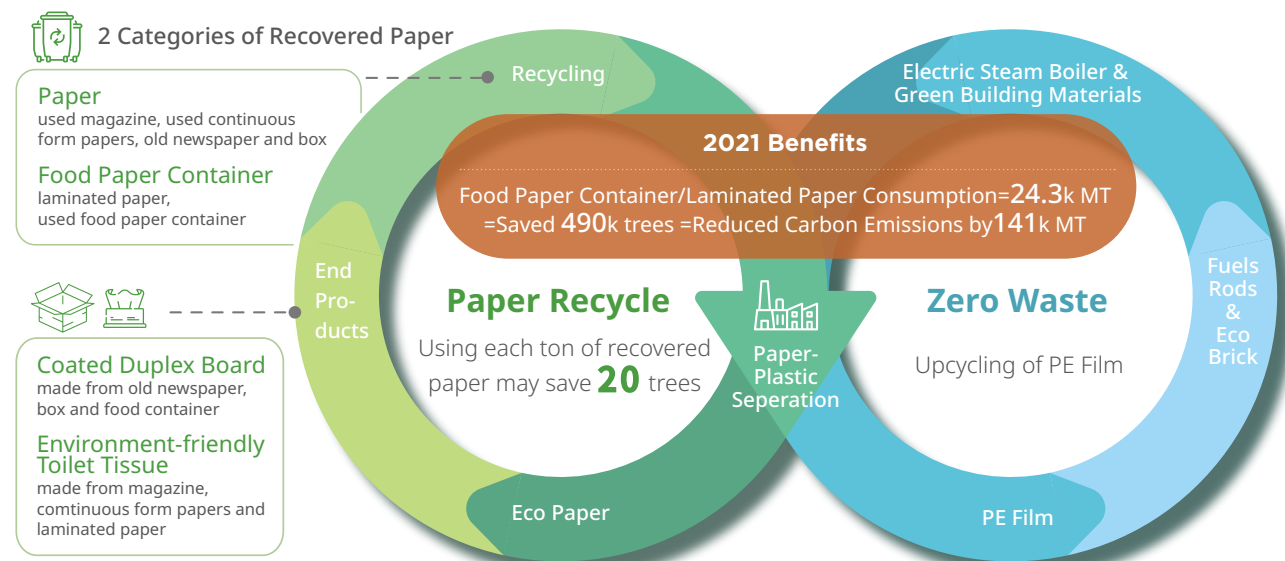 2 Categories of Recovered Paper
Paper
used magazine, used continuous
form papers, old newspaper and box
Food Paper Container
laminated paper,
used food paper container
Coated Duplex Board
made from old newspaper,
box and food container
Environment-friendly
Toilet Tissue
made from magazine,
comtinuous form papers and
laminated paper
Recycling
End
Pro-
ducts
Eco Paper
2021 Benefits
Food Paper Container/Laminated Paper Consumption=24.3k MT
=Saved 490k trees =Reduced Carbon Emissions by141k MT
Paper Recycle
Using each ton of recovered
paper may save 20 trees
Paper-
Plastic
Seperation
Electric Steam Boiler &
Green Building Materials
Zero Waste
Upcycling of PE Film
Fuels
Rods
&
Eco
Brick
PE Film